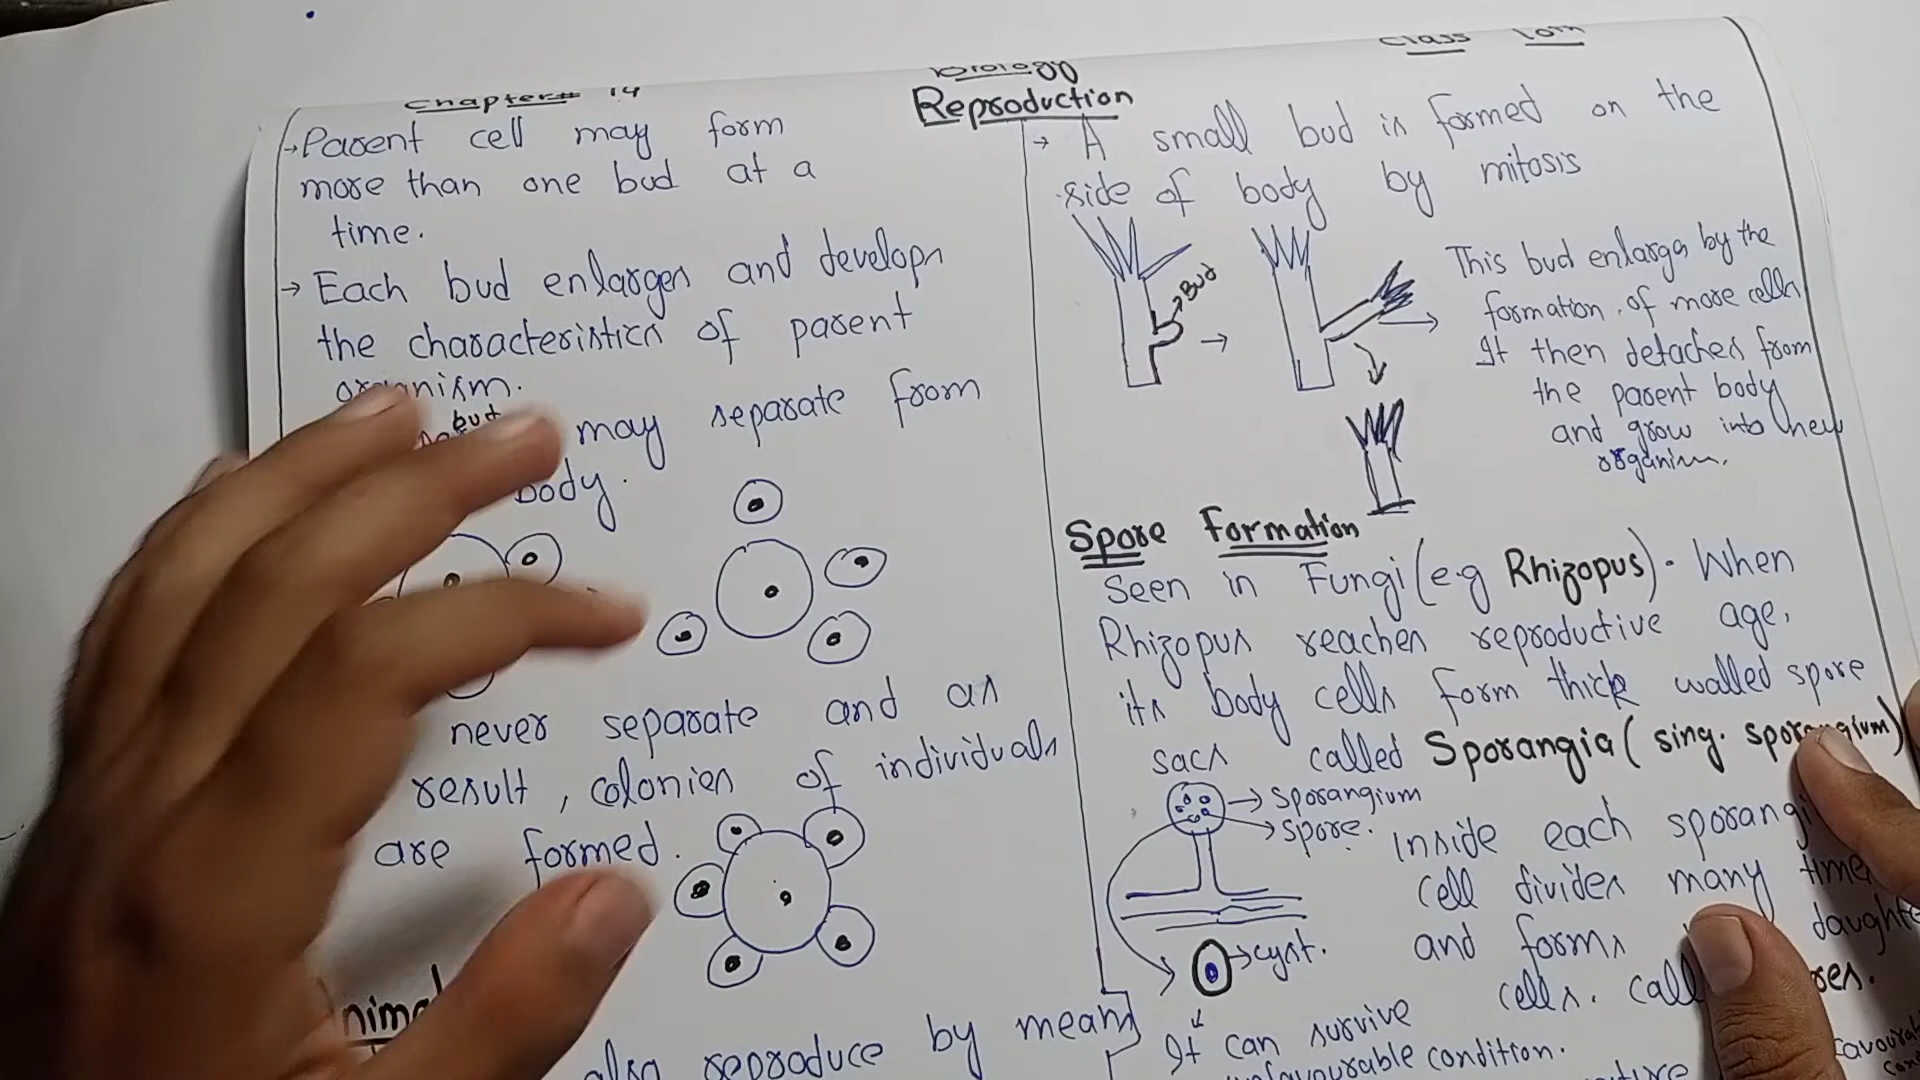 Chapter# 14
Biology
Class 10th
Reproduction
→ Parent cell may form
more than one bud at a
time.
→ Each bud enlarges and develops
the characteristics of parent
organism.
bud
may separate from
body.
never separate and as
result, colonies of individuals
are formed.
also reproduce by means
→ A small bud is formed on the
side of body by mitosis
Bud
This bud enlarges by the
formation of more cells
It then detaches from
the parent body
and grow into new
organism.
Spore Formation
Seen in Fungi (e.g Rhizopus). When
Rhizopus reaches reproductive age,
its body cells form thick walled spore
sacs called Sporangia (sing. sporangium)
→ sporangium
→ spore.
Inside each
cell divides many time
and forms daughte
cells. call
→ cyst.
It can survive
unfavourable condition.